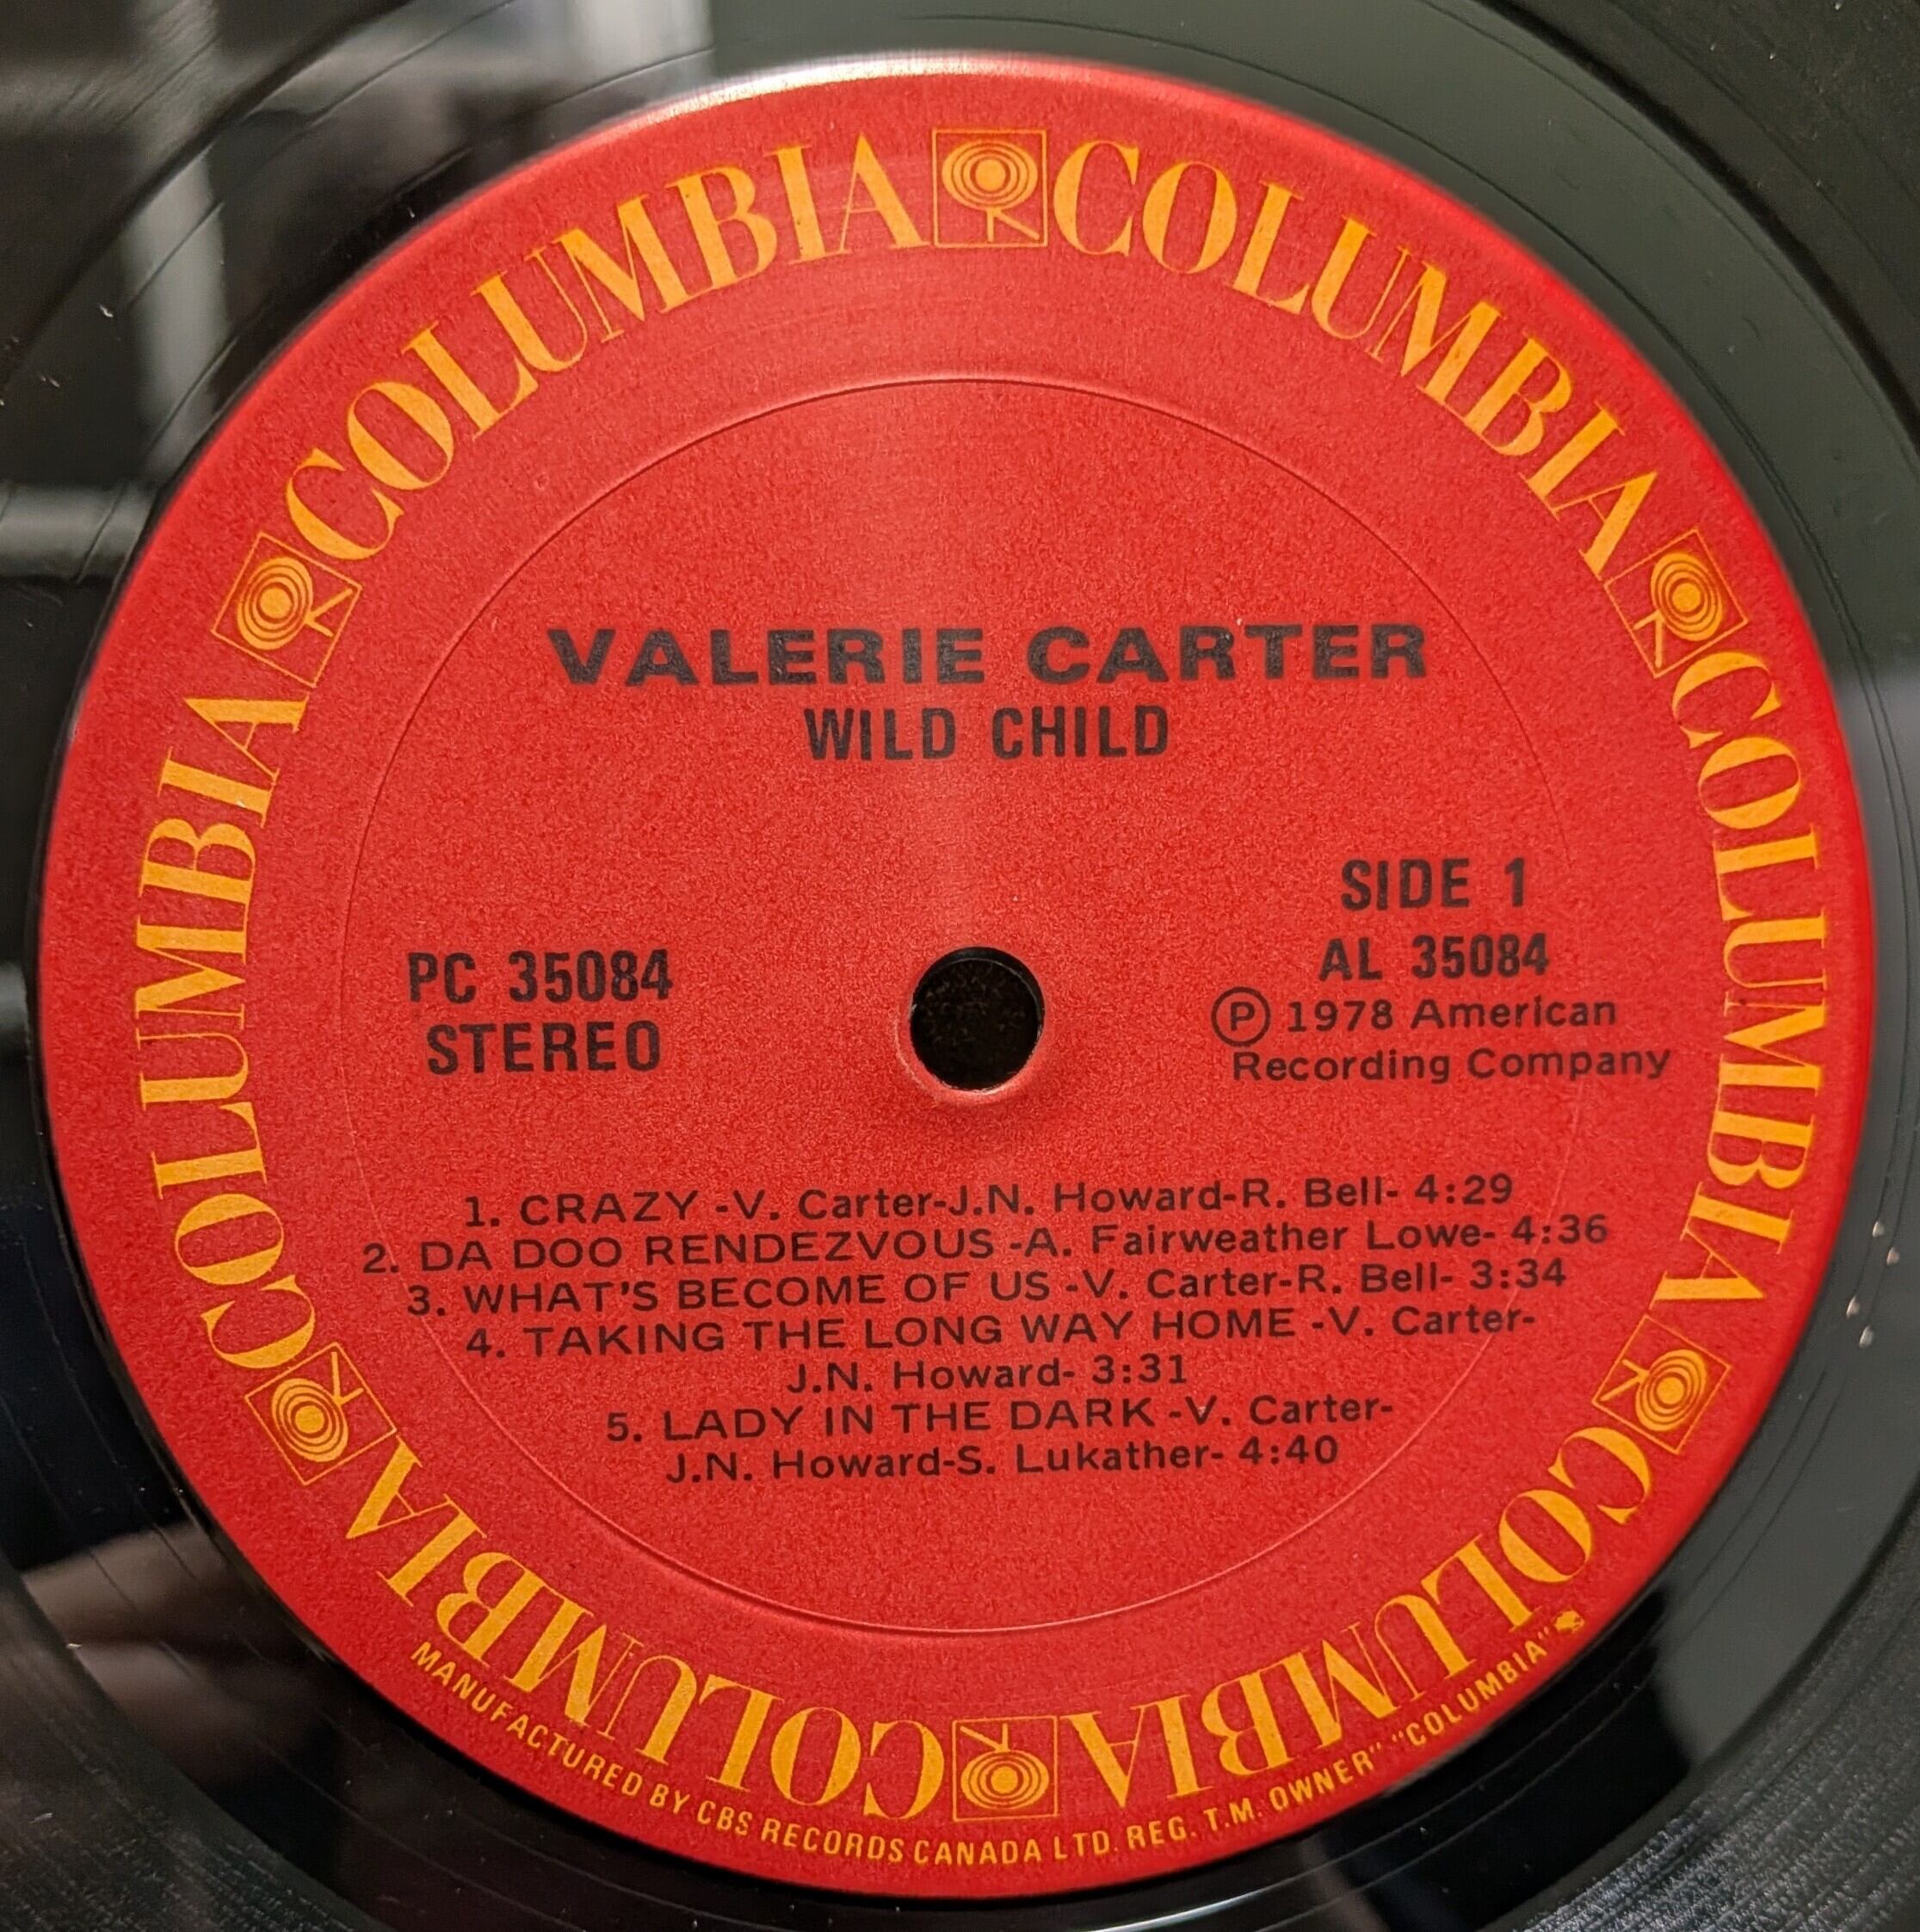 COLUMBIA COLUMBIA COLUMBIA COLUMBIA COLUMBIA COLUMBIA
VALERIE CARTER
WILD CHILD
SIDE 1
AL 35084
Ⓟ 1978 American
Recording Company
PC 35084
STEREO
1. CRAZY -V. Carter-J.N. Howard-R. Bell- 4:29
2. DA DOO RENDEZVOUS -A. Fairweather Lowe- 4:36
3. WHAT'S BECOME OF US -V. Carter-R. Bell- 3:34
4. TAKING THE LONG WAY HOME -V. Carter-
J.N. Howard- 3:31
5. LADY IN THE DARK -V. Carter-
J.N. Howard-S. Lukather- 4:40
MANUFACTURED BY CBS RECORDS CANADA LTD. REG. T.M. OWNER" "COLUMBIA"